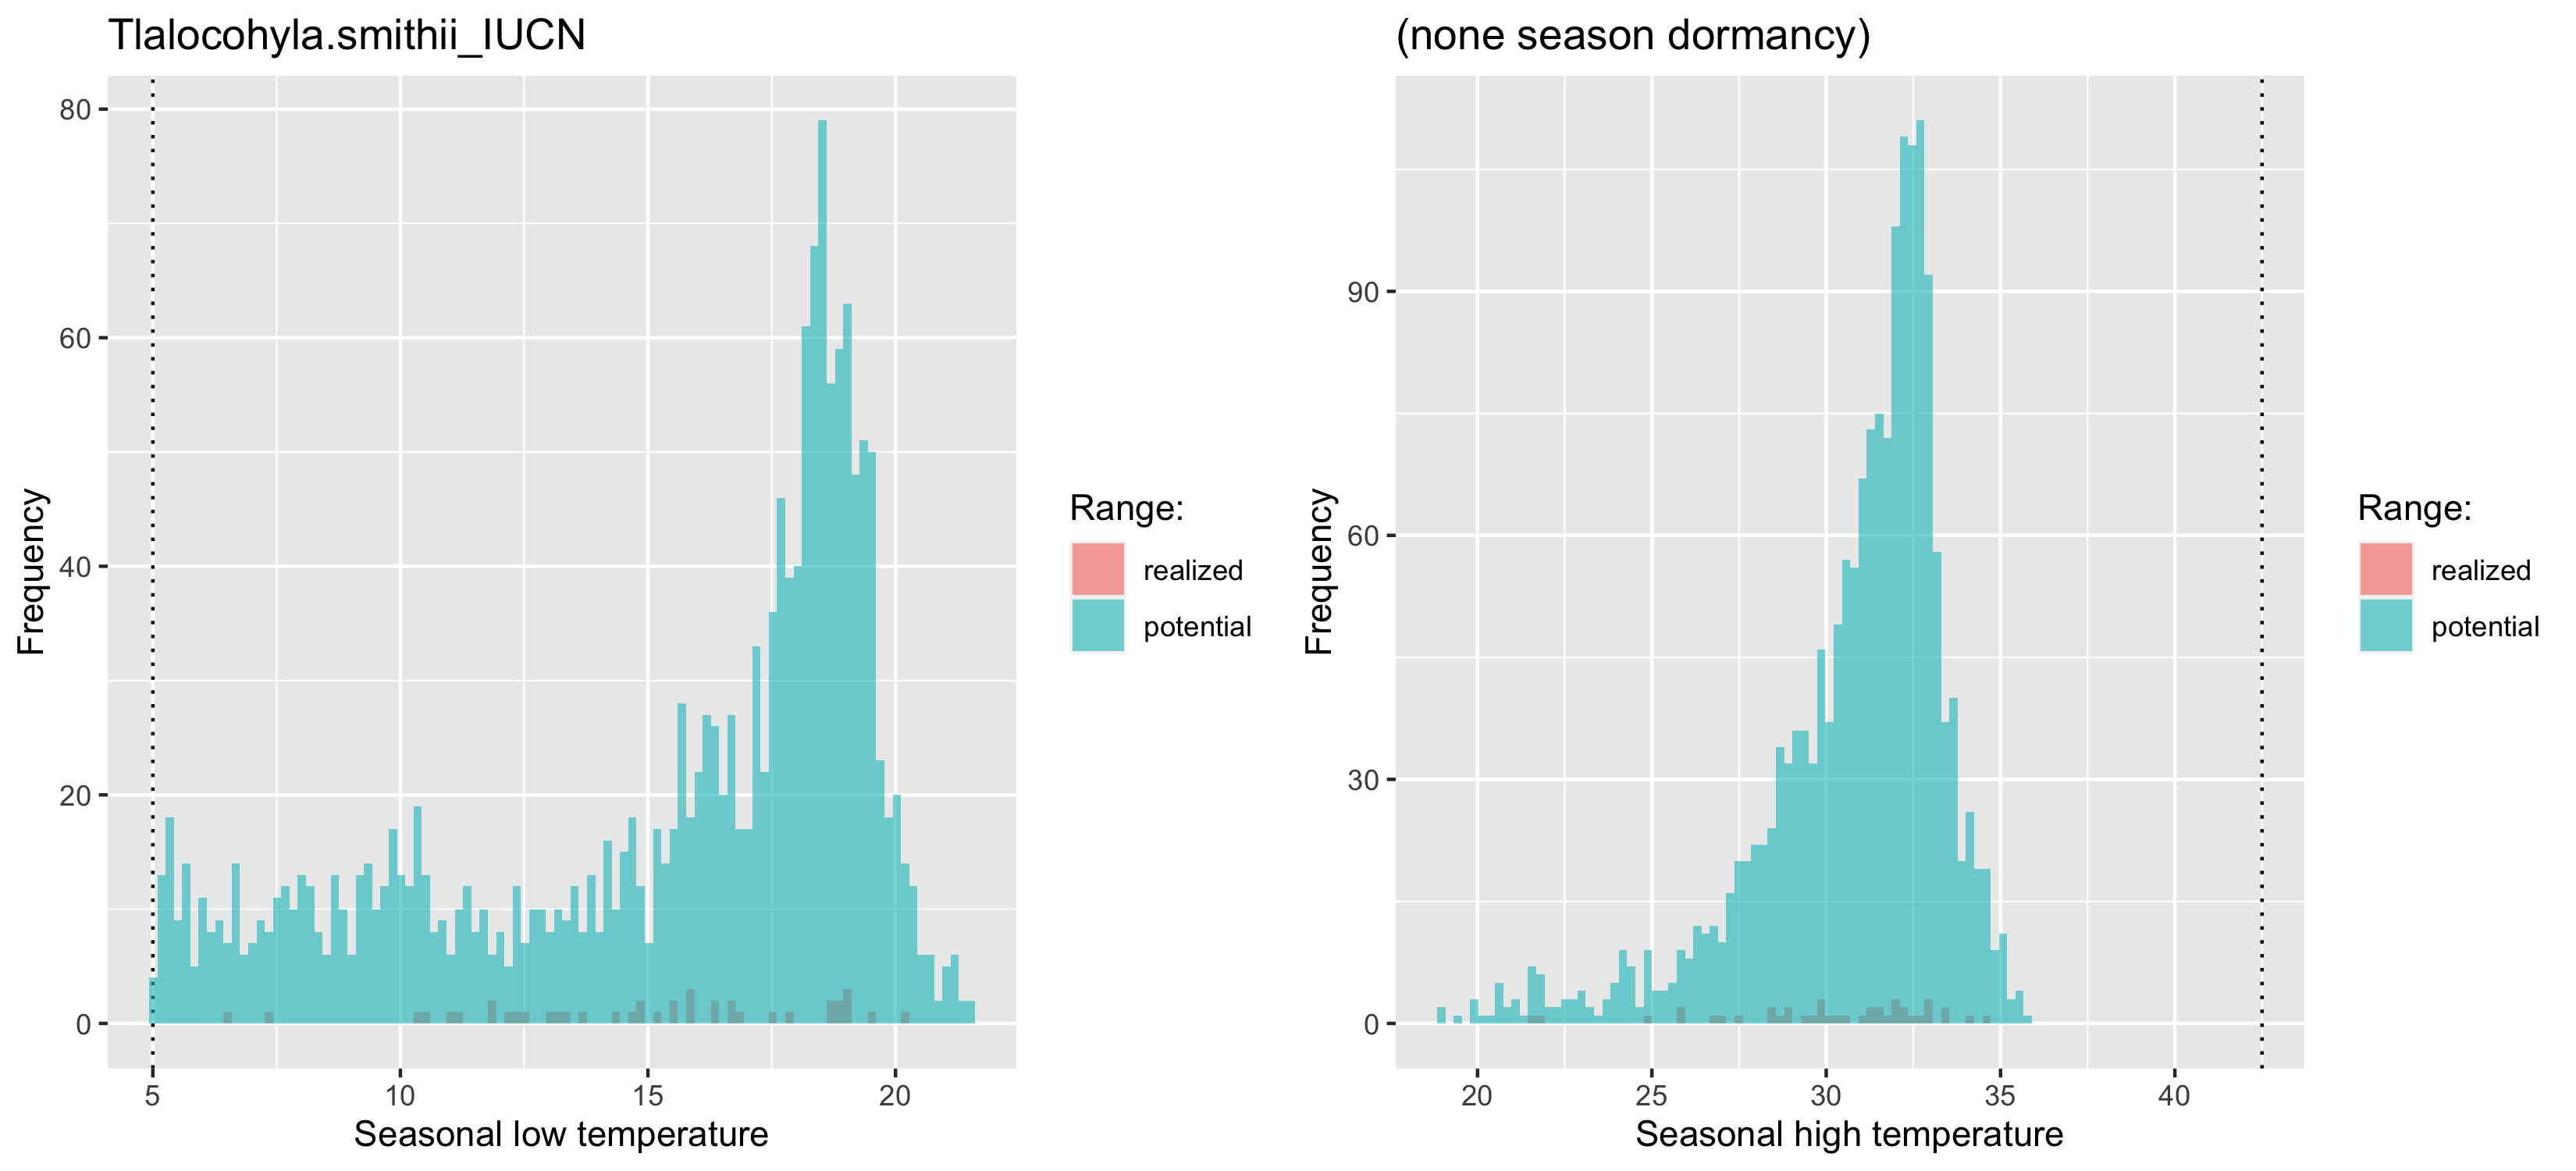 Tlalocohyla.smithii_IUCN
80
60
40
20
0
Frequency
5 10 15 20
Seasonal low temperature
Range:
realized
potential
(none season dormancy)
90
60
30
0
Frequency
20 25 30 35 40
Seasonal high temperature
Range:
realized
potential